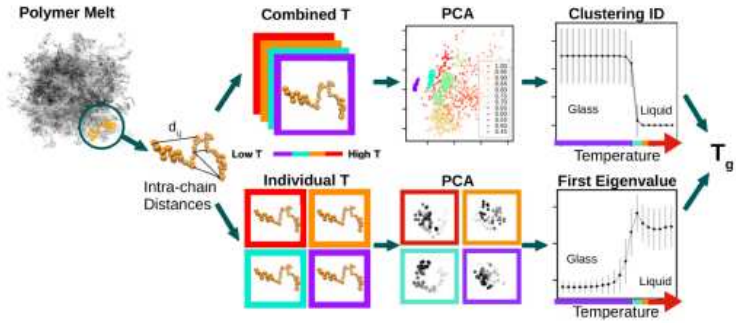 Polymer Melt
Combined T
PCA
Clustering ID
d_ij
Intra-chain
Distances
Low T
High T
Glass
Liquid
Temperature
T_g
Individual T
PCA
First Eigenvalue
Glass
Liquid
Temperature